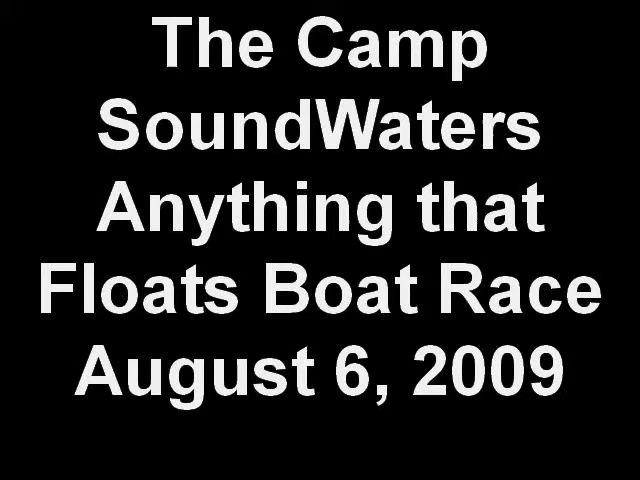 The Camp
SoundWaters
Anything that
Floats Boat Race
August 6, 2009